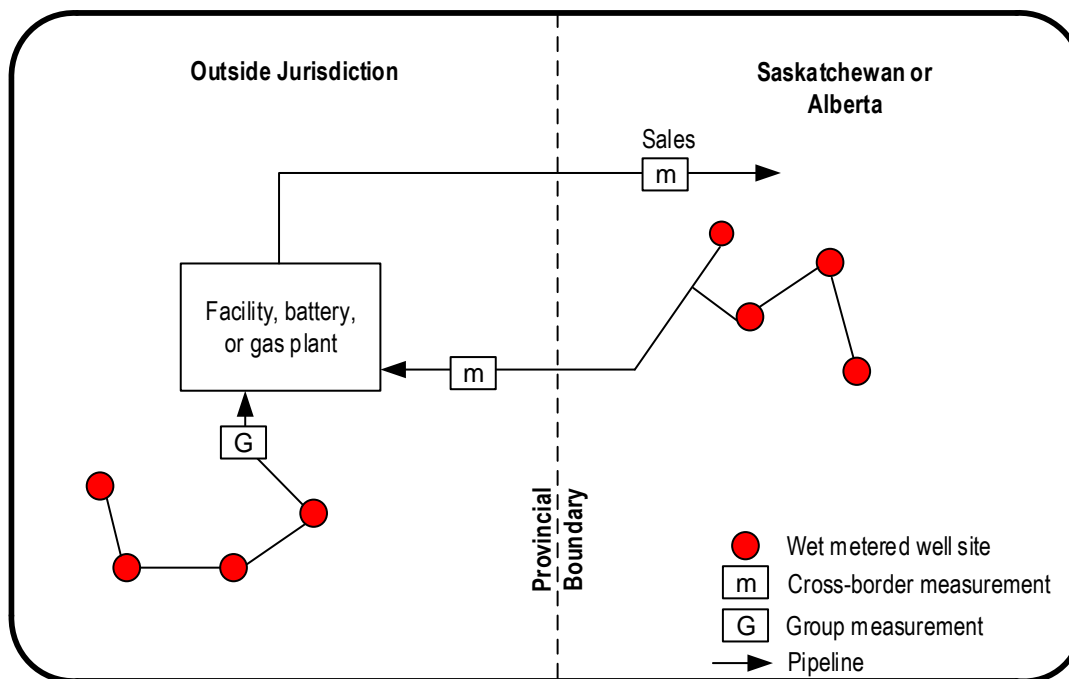 Outside Jurisdiction
Saskatchewan or
Alberta
Sales
m
Facility, battery,
or gas plant
m
G
Provincial
Boundary
Wet metered well site
m Cross-border measurement
G Group measurement
Pipeline